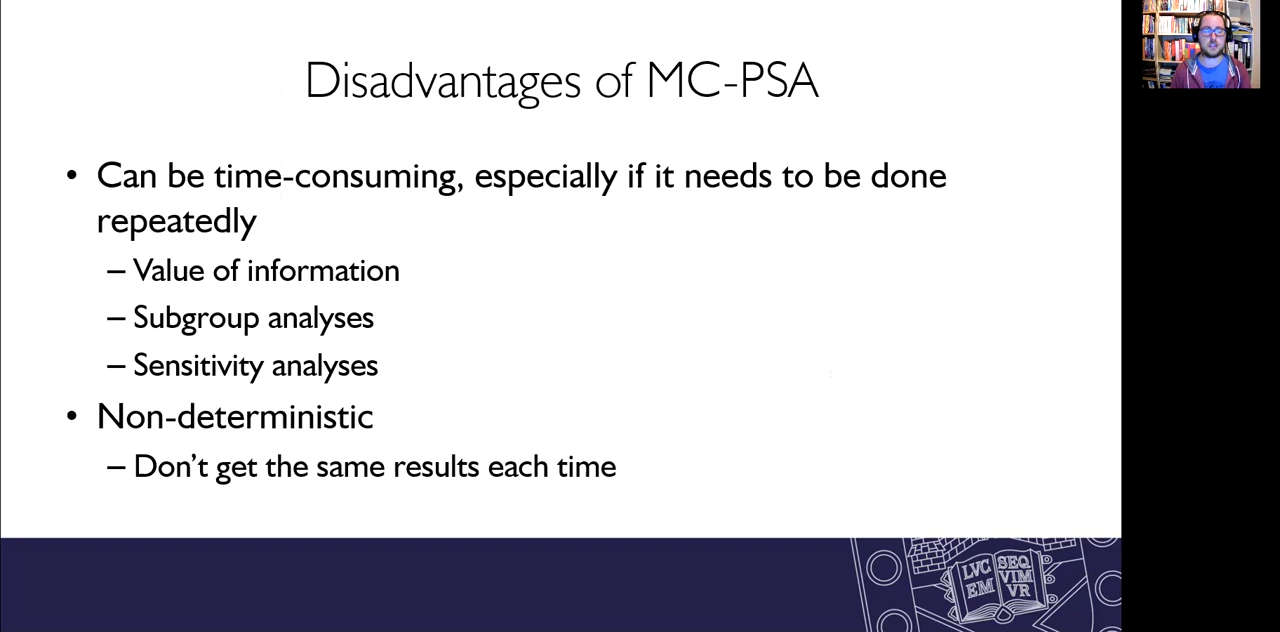 Disadvantages of MC-PSA
• Can be time-consuming, especially if it needs to be done
repeatedly
– Value of information
– Subgroup analyses
– Sensitivity analyses
• Non-deterministic
– Don’t get the same results each time
LVC
EM
SEQ
VIM
VR